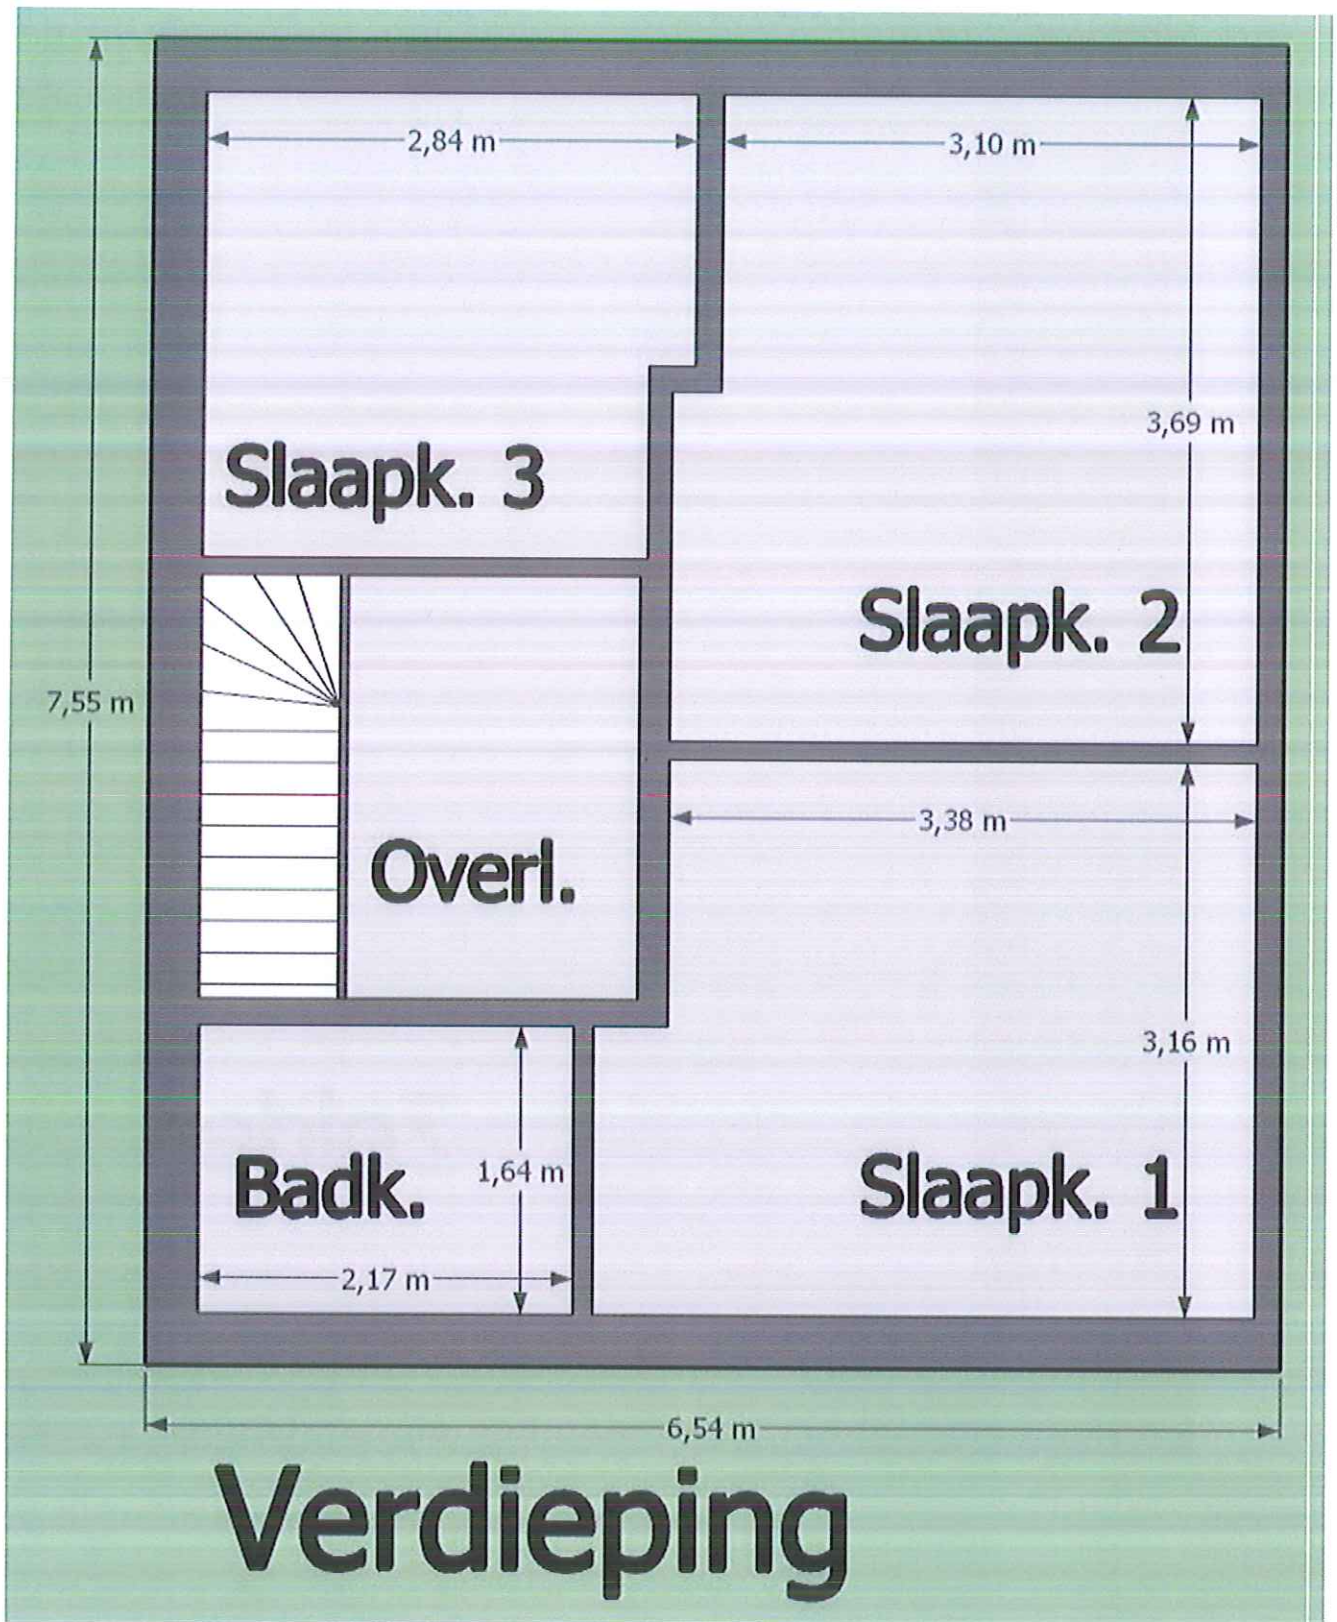 2,84 m
3,10 m
3,69 m
Slaapk. 3
Slaapk. 2
7,55 m
3,38 m
Overl.
3,16 m
Badk.
1,64 m
Slaapk. 1
2,17 m
6,54 m
Verdieping